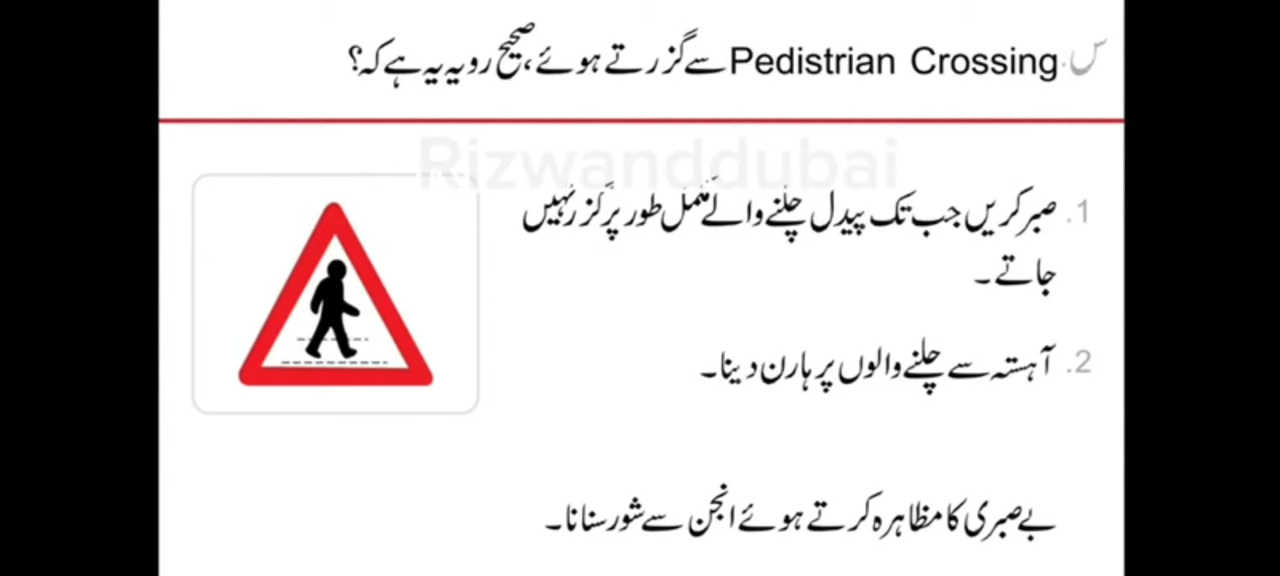 س. Pedistrian Crossing سے گزرتے ہوئے، صحیح رویہ یہ ہے کہ؟
Rizwanddubai
1. صبر کریں جب تک پیدل چلنے والے مکمل طور پر گزر نہیں
جاتے۔
2. آہستہ سے چلنے والوں پر ہارن دینا۔
بے صبری کا مظاہرہ کرتے ہوئے انجن سے شور سنانا۔